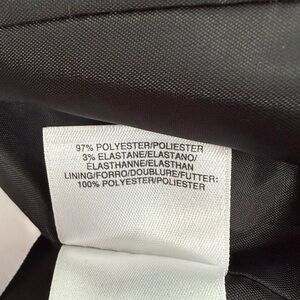 97% POLYESTER/POLIESTER
3% ELASTANE/ELASTANO/
ELASTHANNE/ELASTHAN
LINING/FORRO/DOUBLURE/FUTTER:
100% POLYESTER/POLIESTER